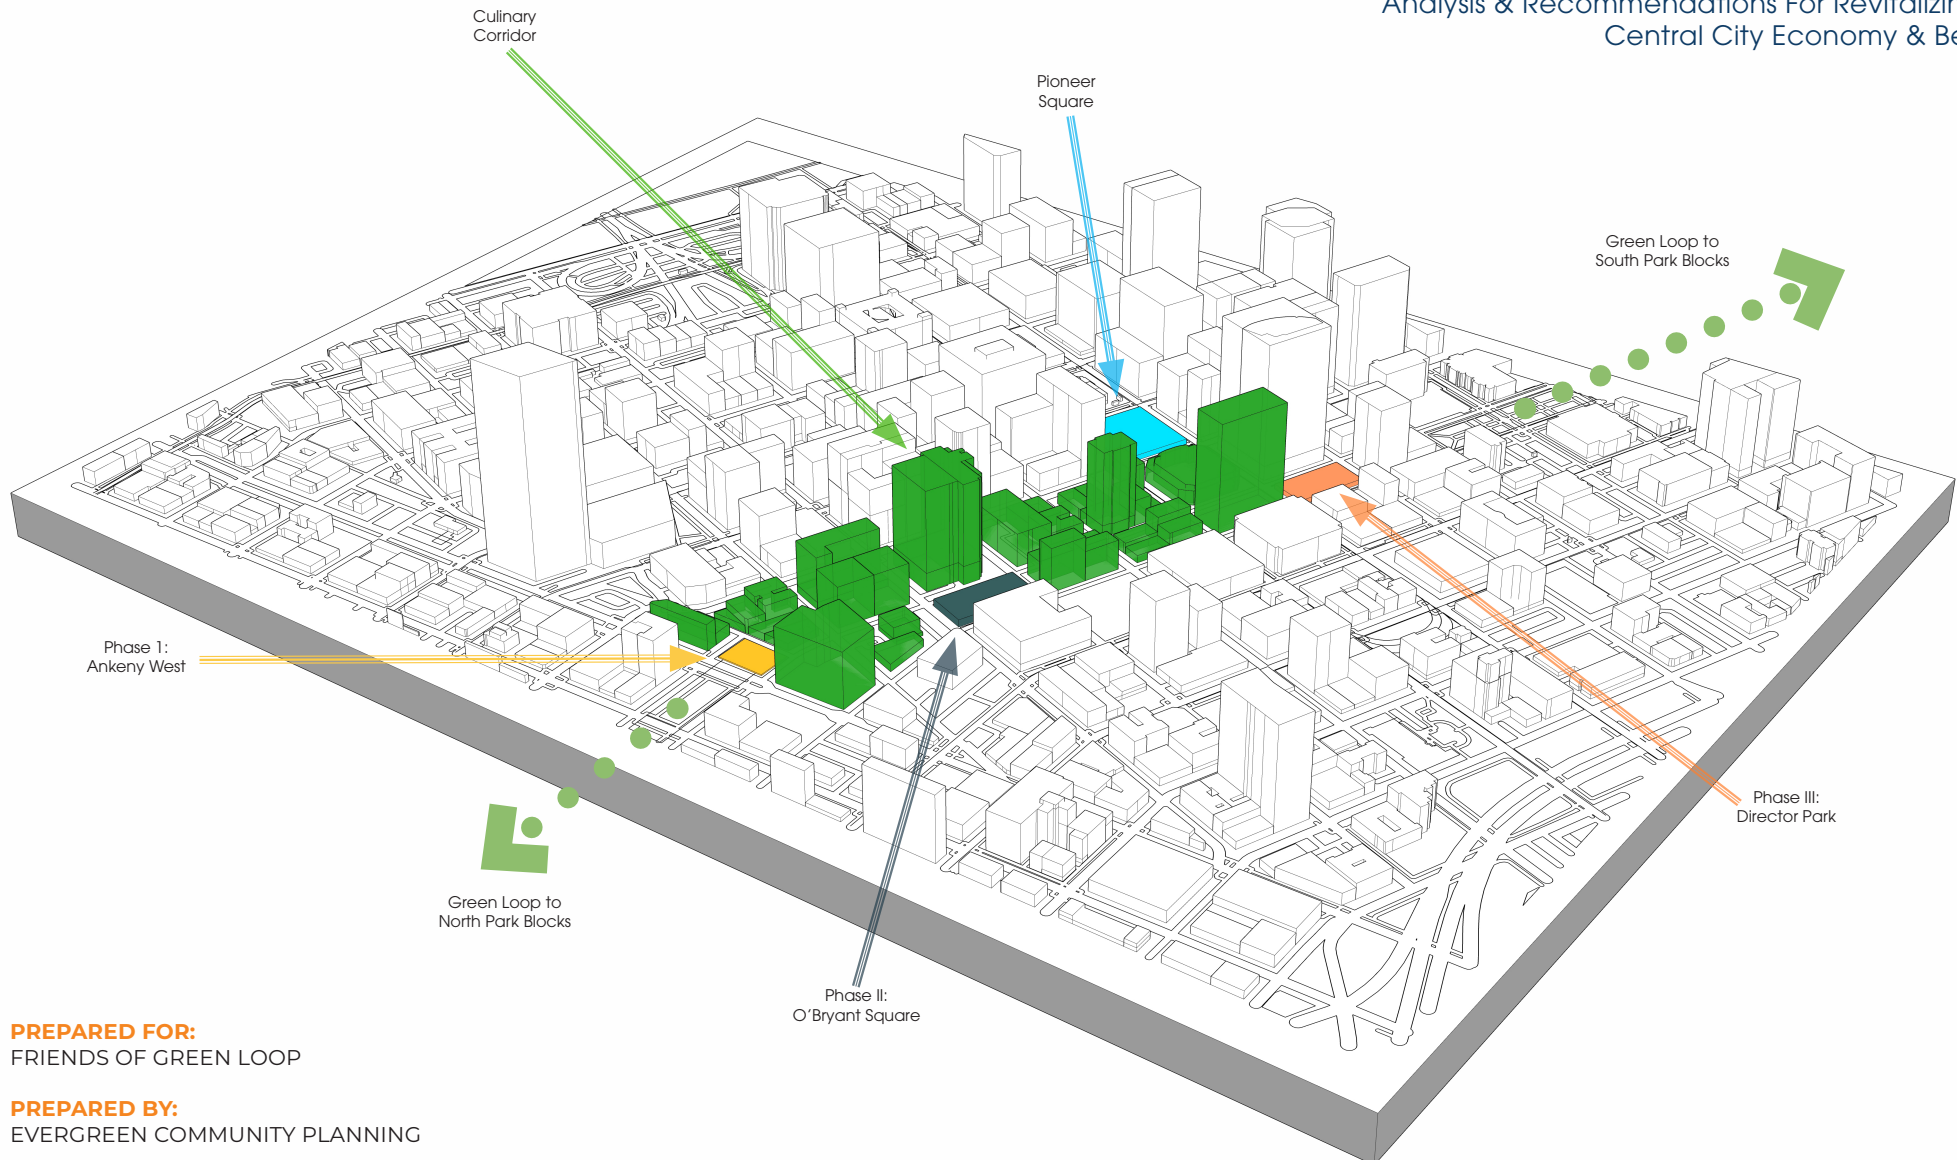 Analysis & Recommendations For
Central City Economy &
Culinary
Corridor
Pioneer
Square
Green Loop to
South Park Blocks
Phase 1:
Ankeny West
Phase III:
Director Park
Green Loop to
North Park Blocks
Phase II:
O'Bryant Square
PREPARED FOR:
FRIENDS OF GREEN LOOP
PREPARED BY:
EVERGREEN COMMUNITY PLANNING